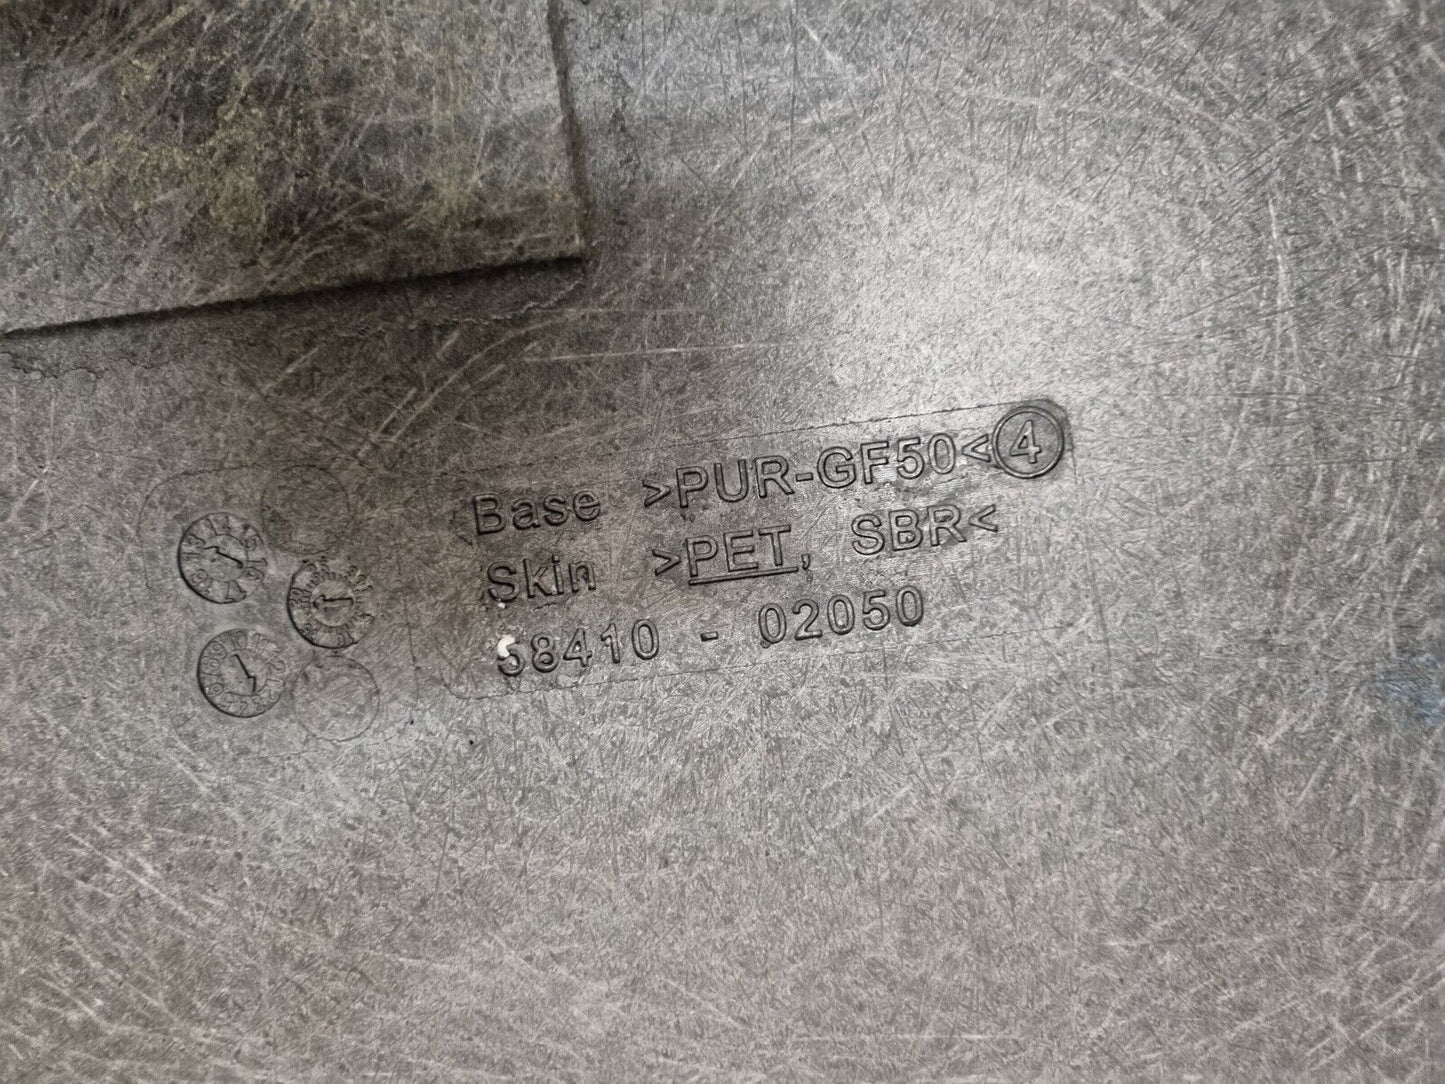 Base >PUR-GF50< 4
Skin >PET, SBR<
58410 - 02050